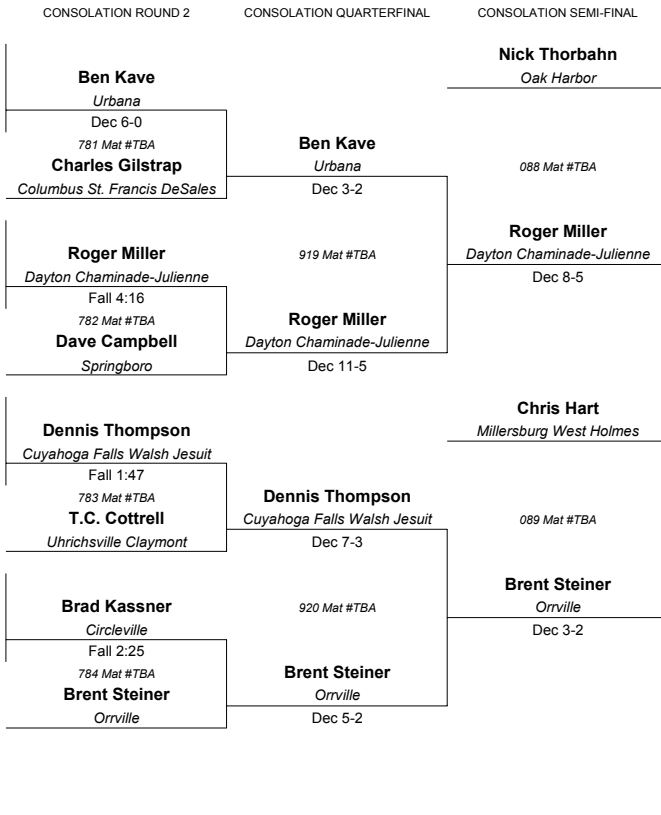 CONSOLATION ROUND 2
CONSOLATION QUARTERFINAL
CONSOLATION SEMI-FINAL
Ben Kave
Urbana
Dec 6-0
781 Mat #TBA
Charles Gilstrap
Columbus St. Francis DeSales
Roger Miller
Dayton Chaminade-Julienne
Fall 4:16
782 Mat #TBA
Dave Campbell
Springboro
Dennis Thompson
Cuyahoga Falls Walsh Jesuit
Fall 1:47
783 Mat #TBA
T.C. Cottrell
Uhrichsville Claymont
Brad Kassner
Circleville
Fall 2:25
784 Mat #TBA
Brent Steiner
Orrville
Ben Kave
Urbana
Dec 3-2
919 Mat #TBA
Roger Miller
Dayton Chaminade-Julienne
Dec 11-5
Dennis Thompson
Cuyahoga Falls Walsh Jesuit
Dec 7-3
920 Mat #TBA
Brent Steiner
Orrville
Dec 5-2
Nick Thorbahn
Oak Harbor
088 Mat #TBA
Roger Miller
Dayton Chaminade-Julienne
Dec 8-5
Chris Hart
Millersburg West Holmes
089 Mat #TBA
Brent Steiner
Orrville
Dec 3-2